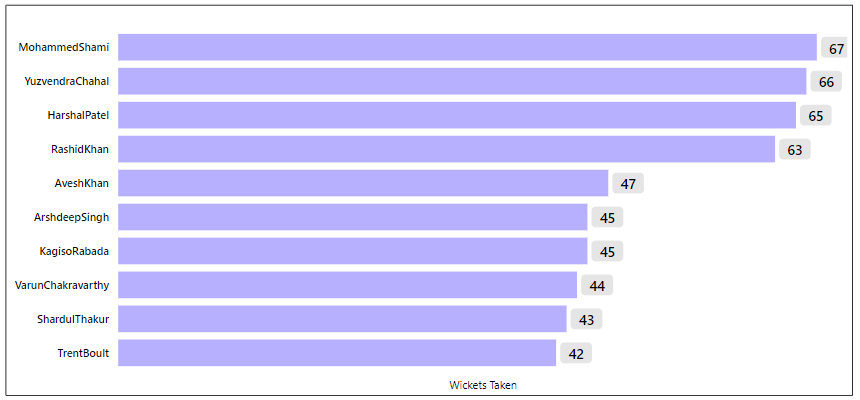 MohammedShami 67
YuzvendraChahal 66
HarshalPatel 65
RashidKhan 63
AveshKhan 47
ArshdeepSingh 45
KagisoRabada 45
VarunChakravarthy 44
ShardulThakur 43
TrentBoult 42
Wickets Taken